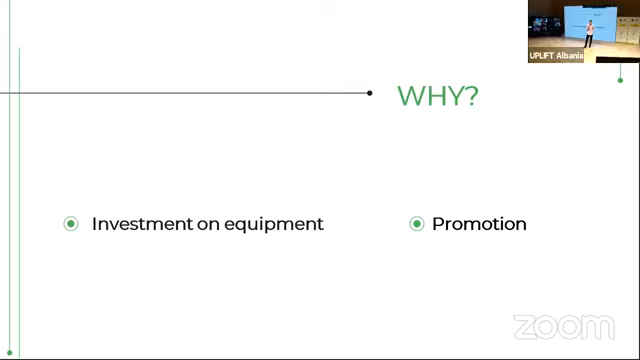 UPLIFT Albania
WHY?
Investment on equipment
Promotion
zoom